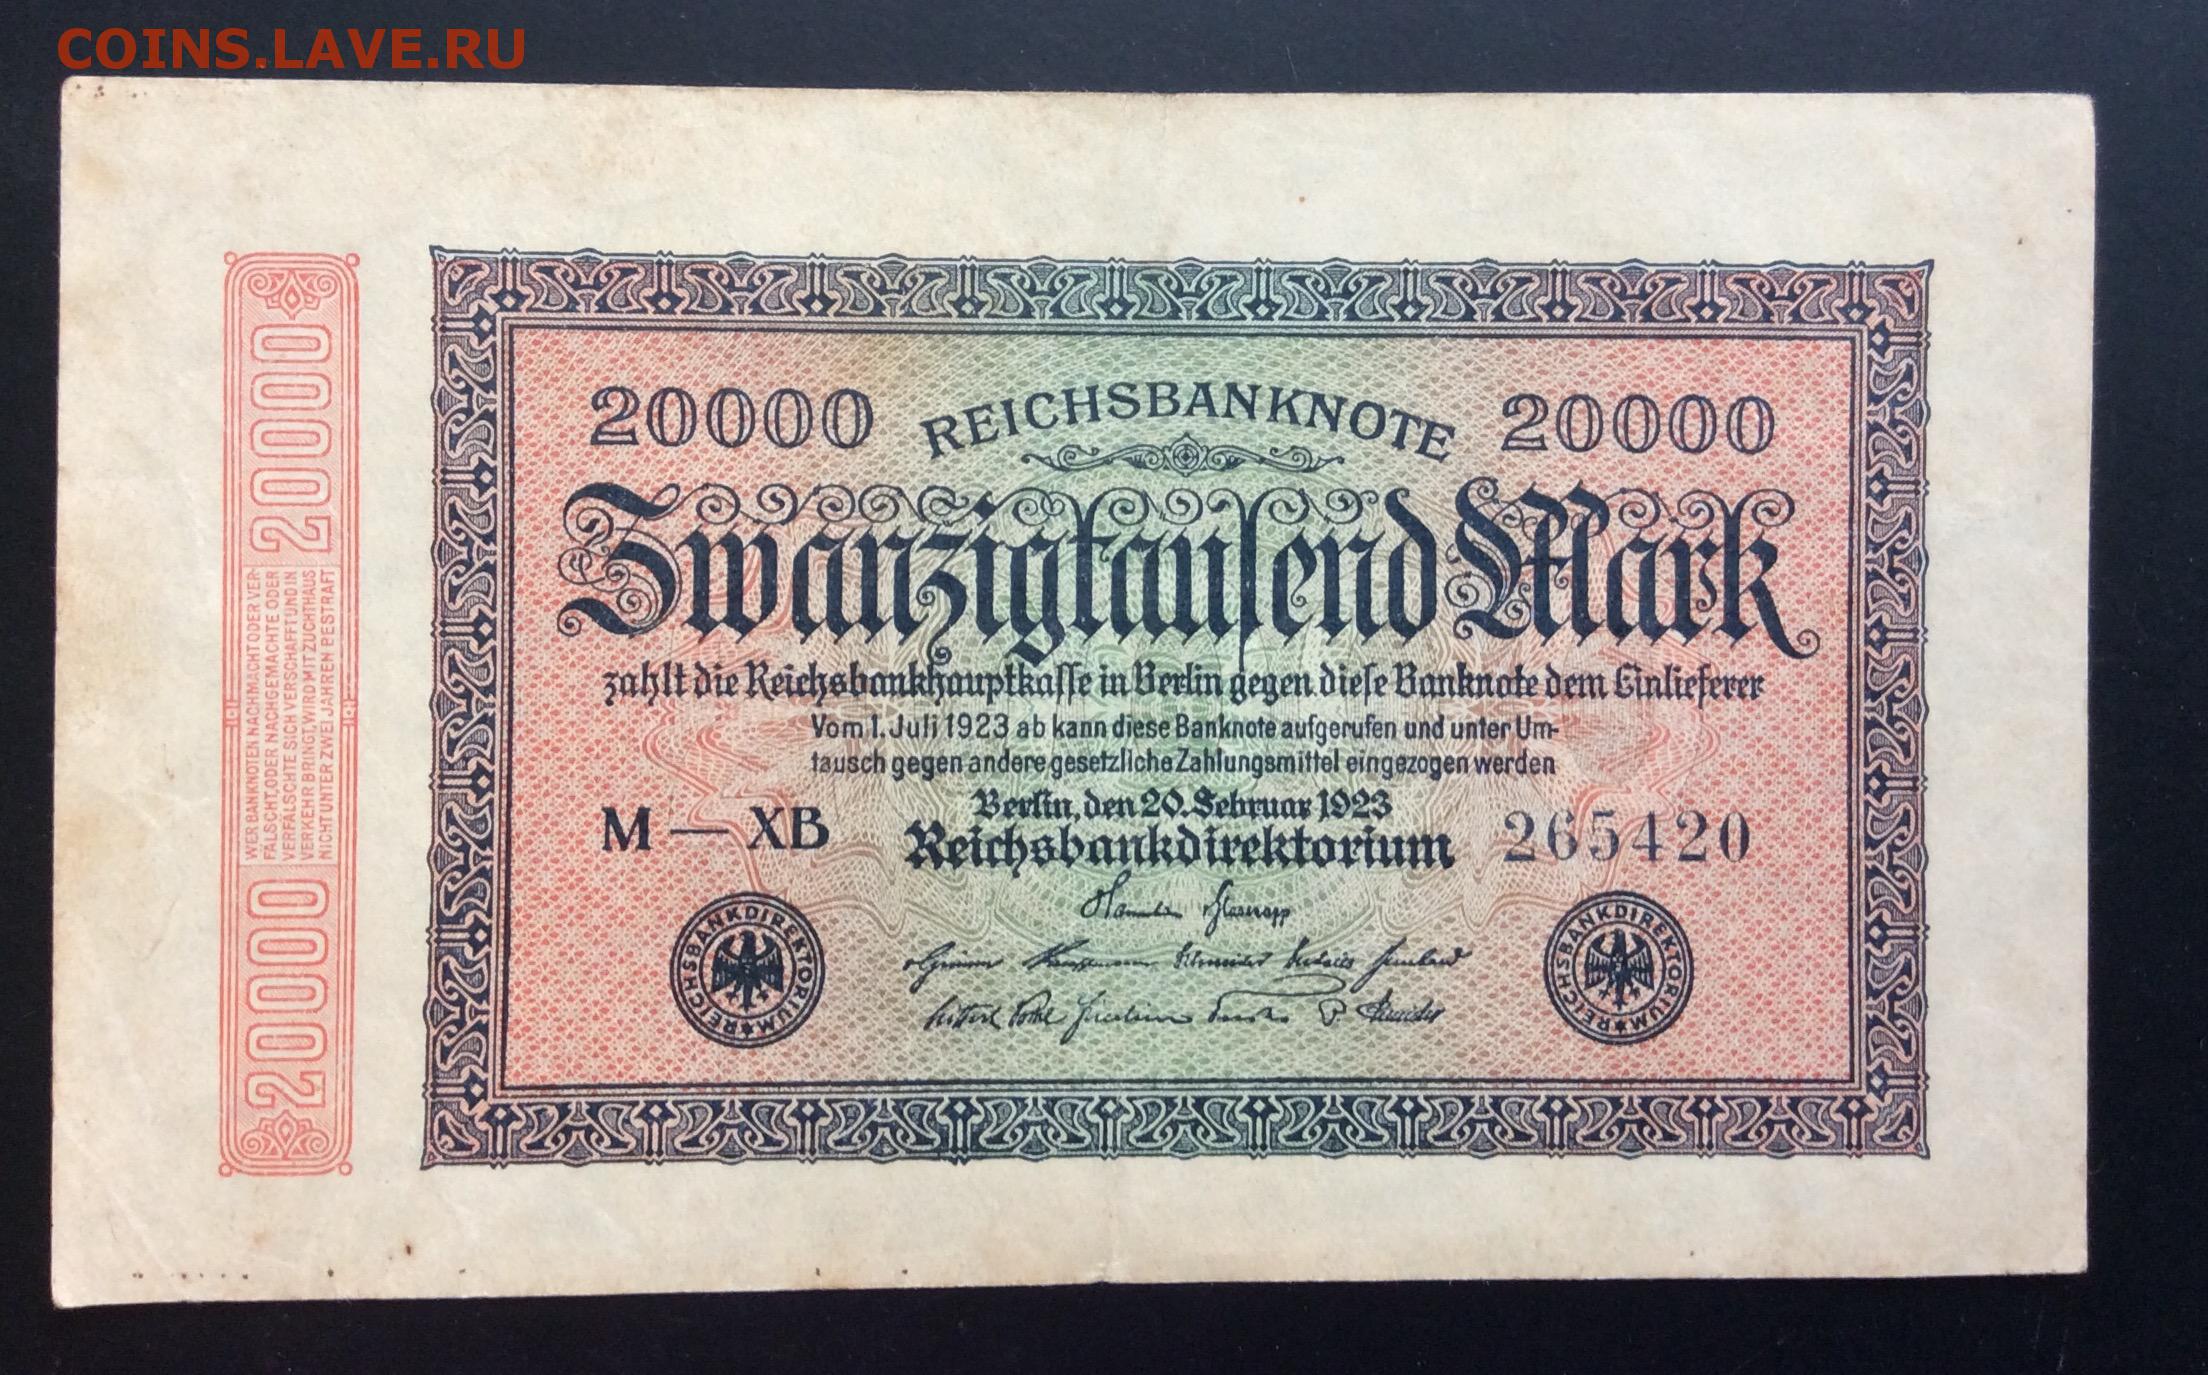 COINS.LAVE.RU
20000
WER BANKNOTEN NACHMACHT ODER VER-
FÄLSCHT, ODER NACHGEMACHTE ODER
VERFÄLSCHTE SICH VERSCHAFFT UND IN
VERKEHR BRINGT, WIRD MIT ZUCHTHAUS
NICHT UNTER ZWEI JAHREN BESTRAFT
20000
20000 REICHSBANKNOTE 20000
Zwanzigtausend Mark
zahlt die Reichsbankhauptkasse in Berlin gegen diese Banknote dem Einlieferer
Vom 1. Juli 1923 ab kann diese Banknote aufgerufen und unter Um-
tausch gegen andere gesetzliche Zahlungsmittel eingezogen werden
Berlin, den 20. Februar 1923
M — XB Reichsbankdirektorium 265420
REICHSBANKDIREKTORIUM
REICHSBANKDIREKTORIUM